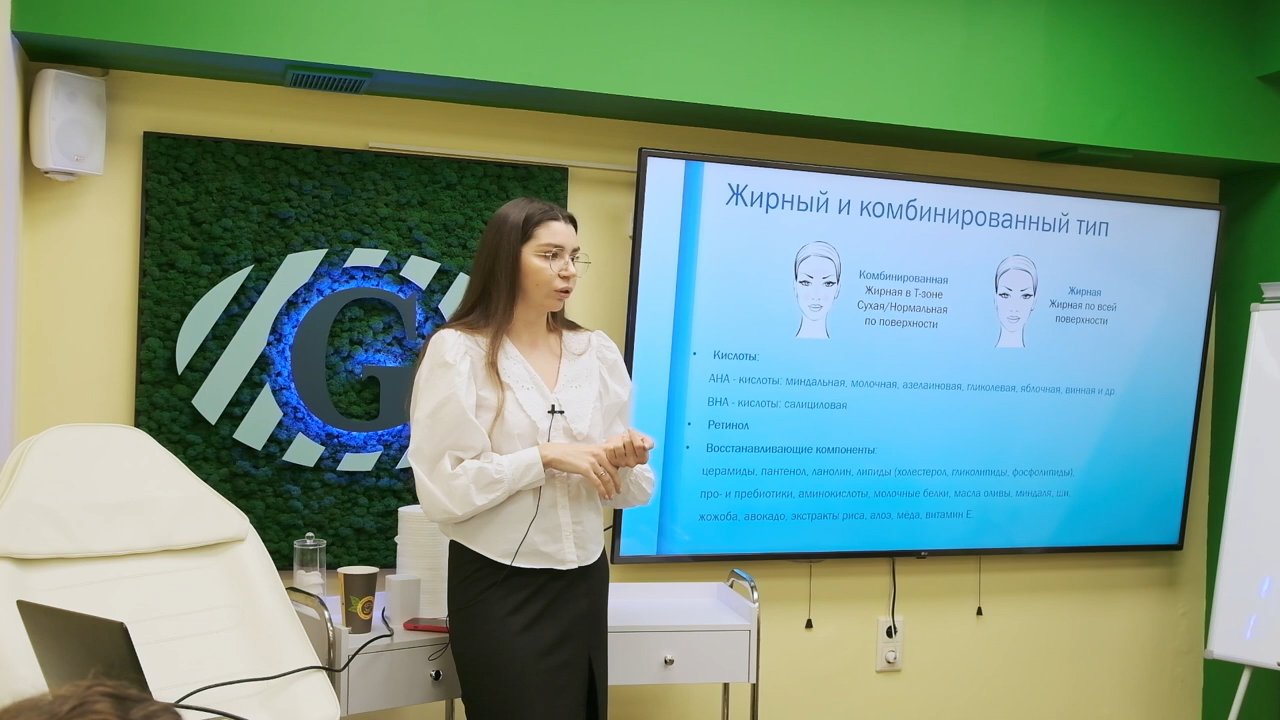 G
Жирный и комбинированный тип
Комбинированная
Жирная в Т-зоне
Сухая/Нормальная
по поверхности
Жирная
Жирная по всей
поверхности
• Кислоты:
АНА - кислоты: миндальная, молочная, азелаиновая, гликолевая, яблочная, винная и др.
ВНА - кислоты: салициловая
• Ретинол
• Восстанавливающие компоненты:
церамиды, пантенол, ланолин, липиды (холестерол, гликолипиды, фосфолипиды),
про- и пребиотики, аминокислоты, молочные белки, масла оливы, миндаля, ши,
жожоба, авокадо, экстракты риса, алоэ, мёда, витамин Е.
LG